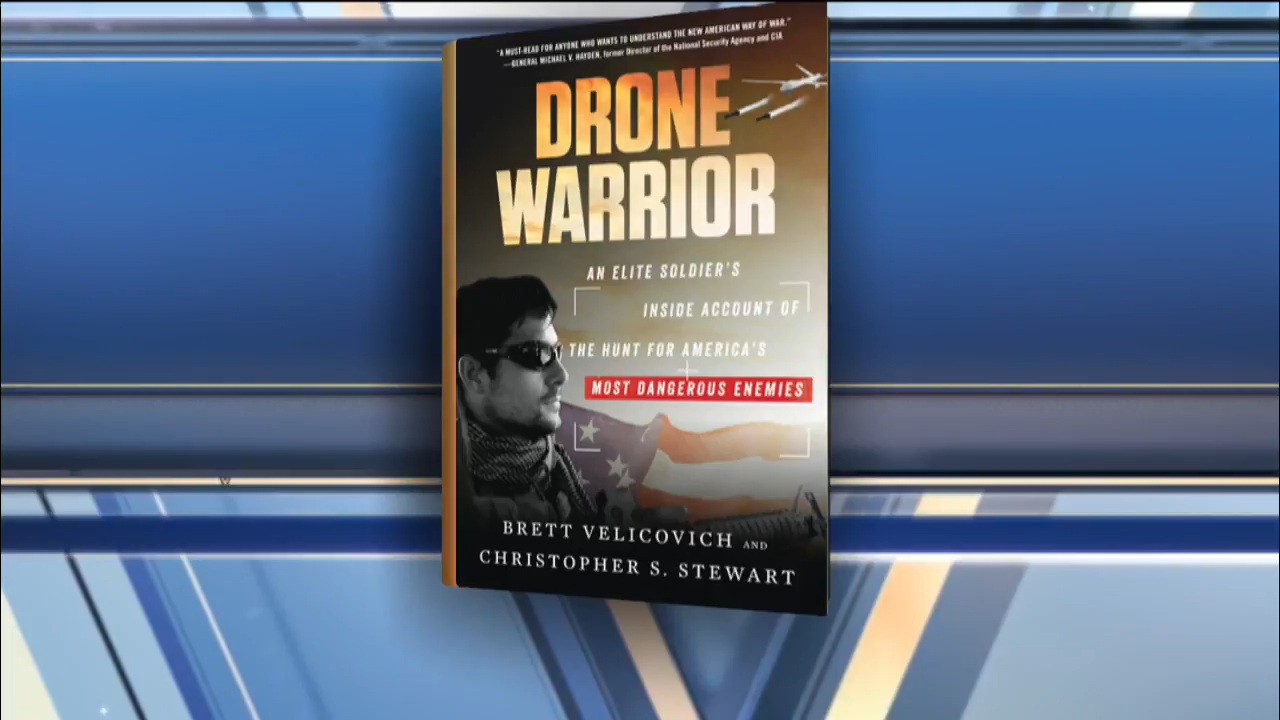 "A MUST-READ FOR ANYONE WHO WANTS TO UNDERSTAND THE NEW AMERICAN WAY OF WAR."
—GENERAL MICHAEL V. HAYDEN, former Director of the National Security Agency and CIA
DRONE
WARRIOR
AN ELITE SOLDIER'S
INSIDE ACCOUNT OF
THE HUNT FOR AMERICA'S
MOST DANGEROUS ENEMIES
BRETT VELICOVICH AND
CHRISTOPHER S. STEWART